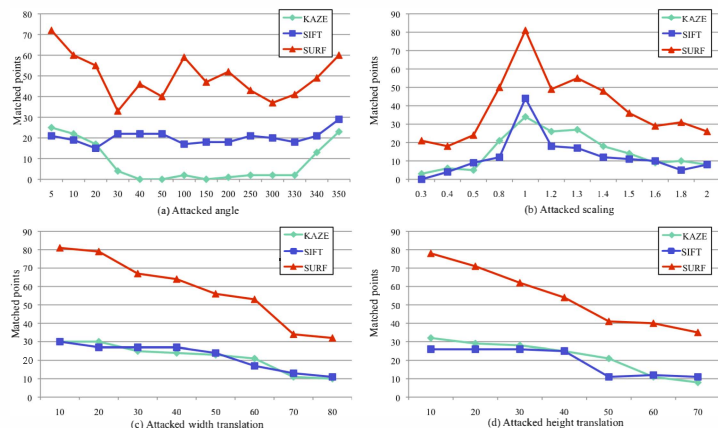 Matched points
80
70
60
50
40
30
20
10
0
KAZE
SIFT
SURF
5 10 20 30 40 50 100 150 200 250 300 330 340 350
(a) Attacked angle
Matched points
90
80
70
60
50
40
30
20
10
0
KAZE
SIFT
SURF
0.3 0.4 0.5 0.8 1 1.2 1.3 1.4 1.5 1.6 1.8 2
(b) Attacked scaling
Matched points
90
80
70
60
50
40
30
20
10
0
KAZE
SIFT
SURF
10 20 30 40 50 60 70 80
(c) Attacked width translation
Matched points
90
80
70
60
50
40
30
20
10
0
KAZE
SIFT
SURF
10 20 30 40 50 60 70
(d) Attacked height translation